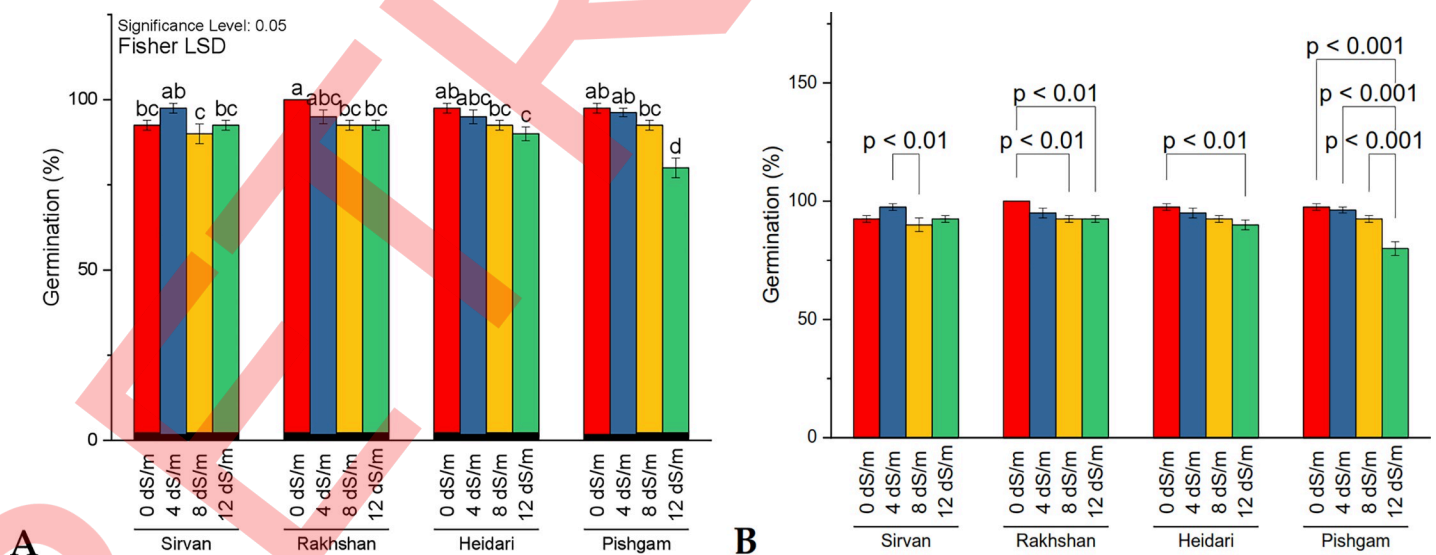 Significance Level: 0.05
Fisher LSD
Germination (%)
100
50
0
bc ab c bc
a abc bc bc
ab abc bc c
ab ab bc d
0 dS/m 4 dS/m 8 dS/m 12 dS/m
0 dS/m 4 dS/m 8 dS/m 12 dS/m
0 dS/m 4 dS/m 8 dS/m 12 dS/m
0 dS/m 4 dS/m 8 dS/m 12 dS/m
Sirvan Rakhshan Heidari Pishgam
A
Germination (%)
150
100
50
0
p < 0.01
p < 0.01
p < 0.01
p < 0.01
p < 0.001
p < 0.001
p < 0.001
0 dS/m 4 dS/m 8 dS/m 12 dS/m
0 dS/m 4 dS/m 8 dS/m 12 dS/m
0 dS/m 4 dS/m 8 dS/m 12 dS/m
0 dS/m 4 dS/m 8 dS/m 12 dS/m
Sirvan Rakhshan Heidari Pishgam
B